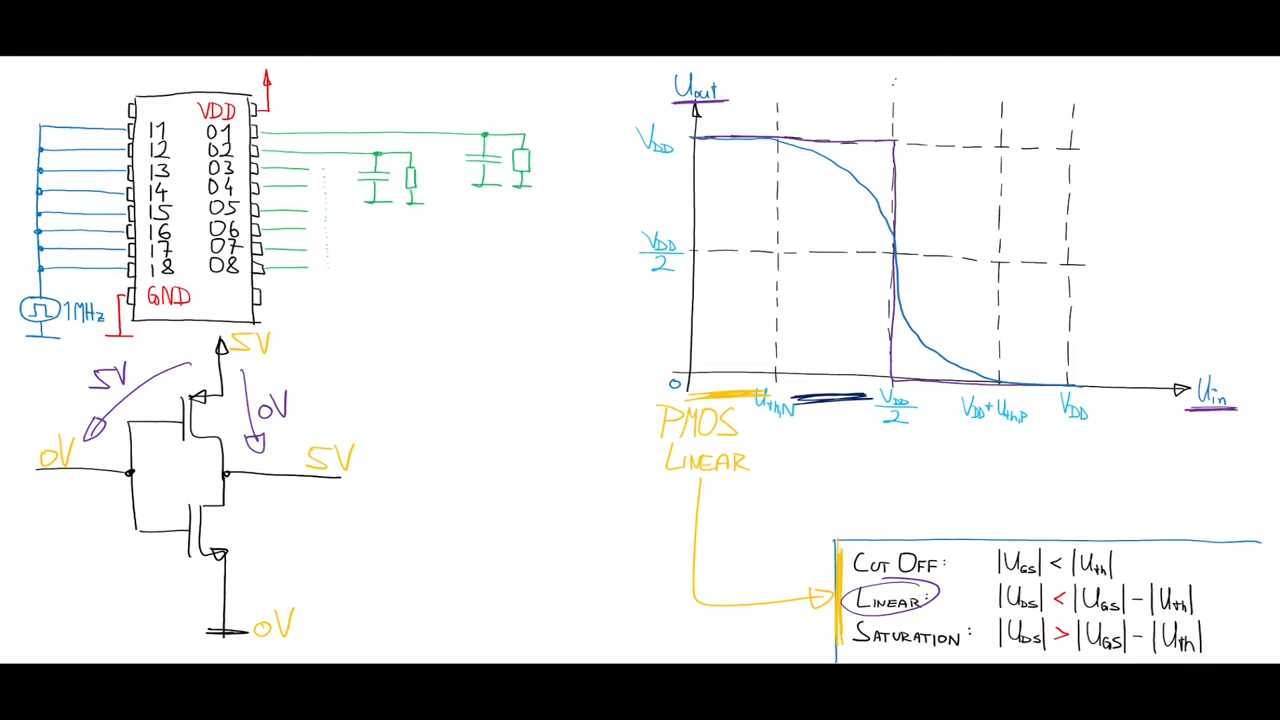 VDD
I1 O1
I2 O2
I3 O3
I4 O4
I5 O5
I6 O6
I7 O7
I8 O8
GND
1MHz
5V
5V
0V
0V
5V
0V
Uout
VDD
VDD
2
0
Uth,N
VDD
2
VDD+Uth,P
VDD
Uin
PMOS
LINEAR
CUT OFF: |UGS| < |Uth|
LINEAR: |UDS| < |UGS| - |Uth|
SATURATION: |UDS| > |UGS| - |Uth|